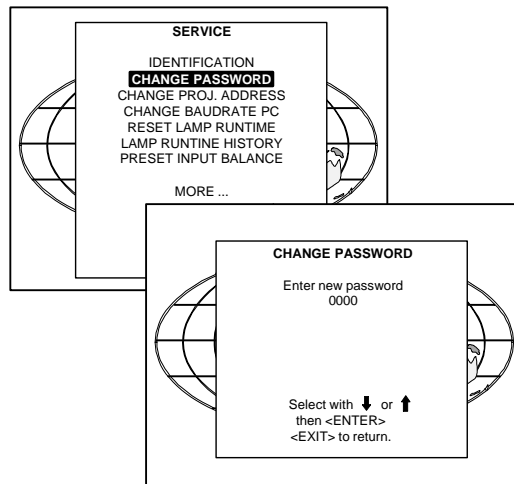 SERVICE
IDENTIFICATION
CHANGE PASSWORD
CHANGE PROJ. ADDRESS
CHANGE BAUDRATE PC
RESET LAMP RUNTIME
LAMP RUNTINE HISTORY
PRESET INPUT BALANCE
MORE ...
CHANGE PASSWORD
Enter new password
0000
Select with ⬇ or ⬆
then <ENTER>
<EXIT> to return.